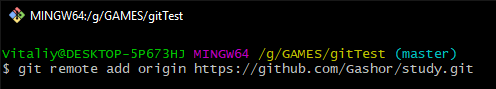 MINGW64:/g/GAMES/gitTest
Vitaliy@DESKTOP-5P673HJ MINGW64 /g/GAMES/gitTest (master)
$ git remote add origin https://github.com/Gashor/study.git